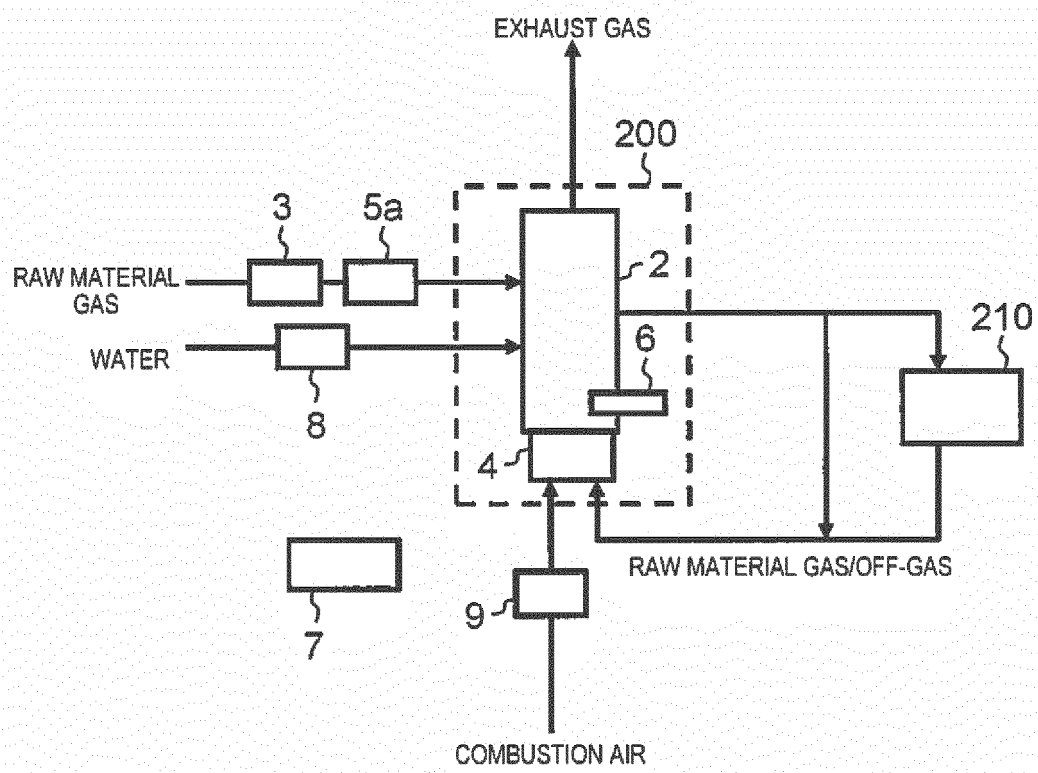 EXHAUST GAS
200
3
5a
2
RAW MATERIAL
GAS
210
6
WATER
8
4
RAW MATERIAL GAS/OFF-GAS
9
7
COMBUSTION AIR